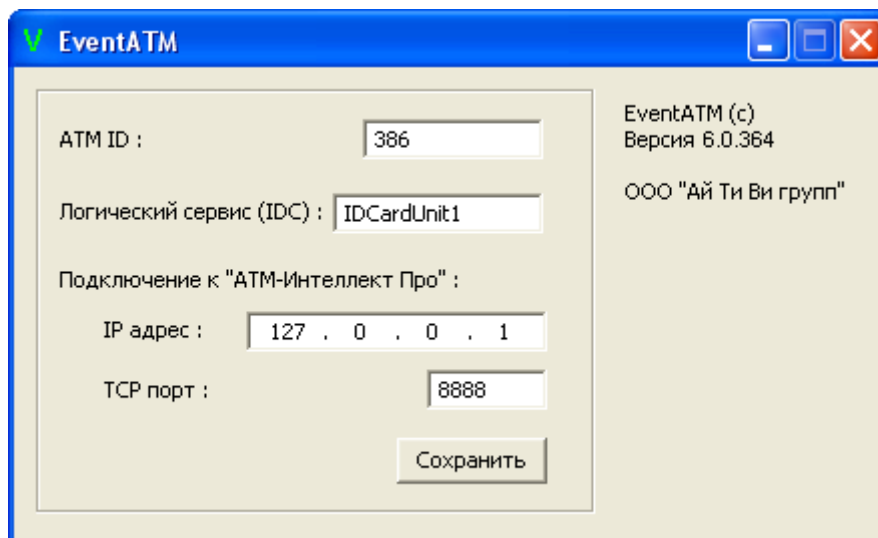 V EventATM
ATM ID : 386
Логический сервис (IDC) : IDCardUnit1
Подключение к "АТМ-Интеллект Про" :
IP адрес : 127 . 0 . 0 . 1
TCP порт : 8888
Сохранить
EventATM (c)
Версия 6.0.364
ООО "Ай Ти Ви групп"